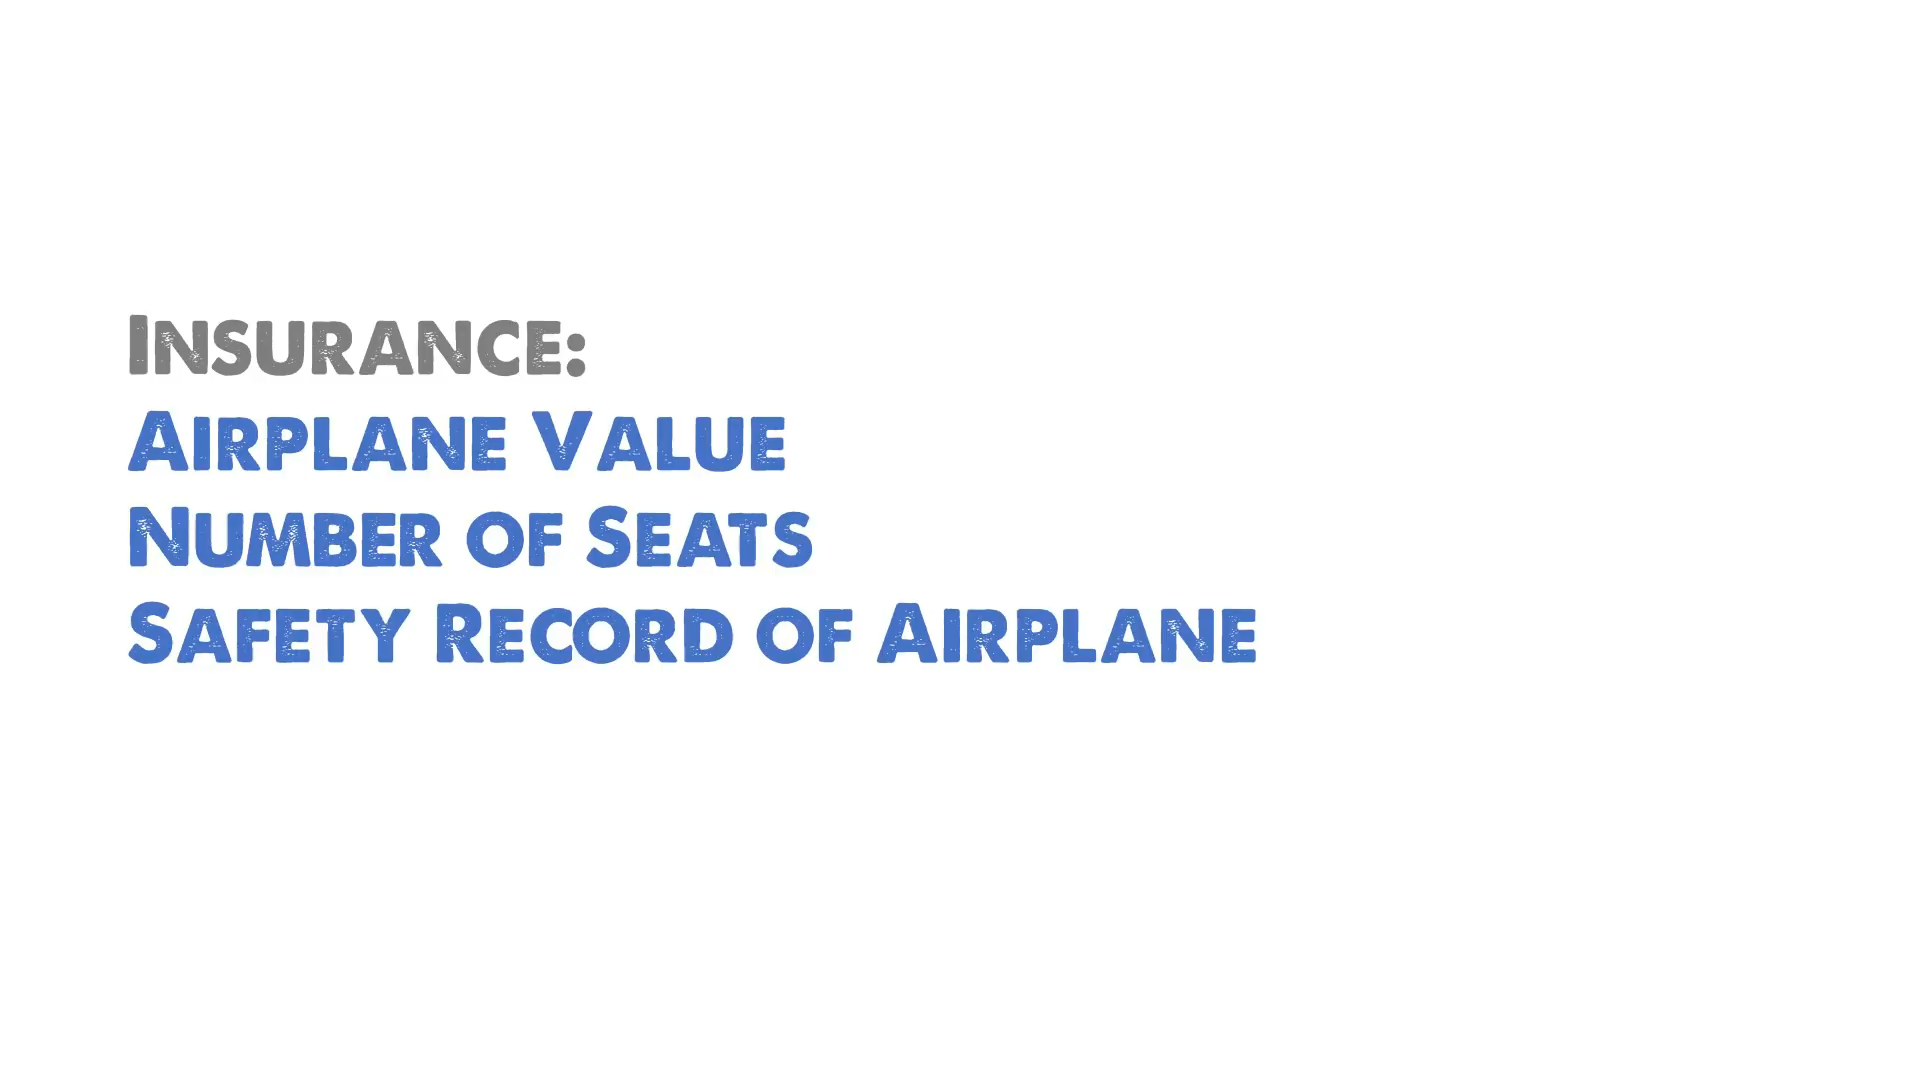 Insurance:
Airplane Value
Number of Seats
Safety Record of Airplane